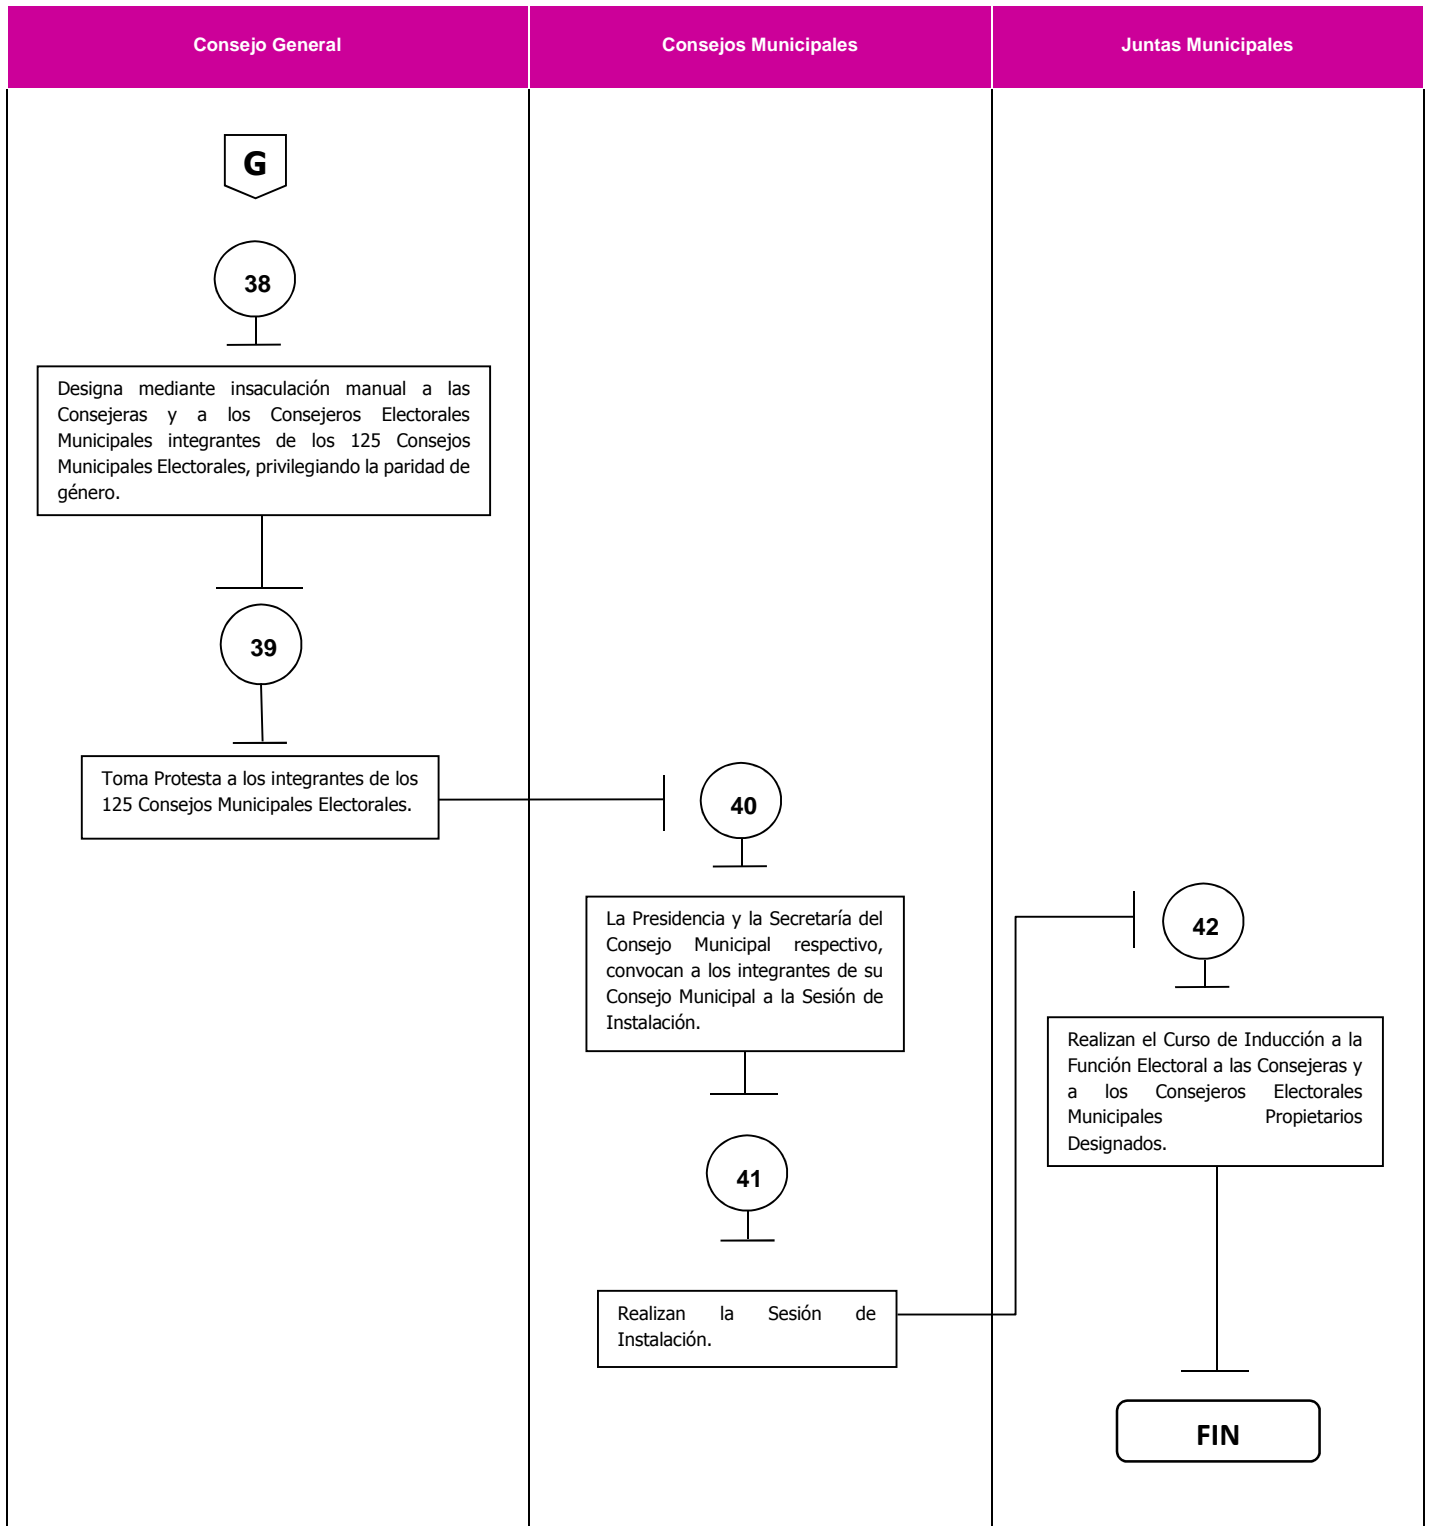 Consejo General
Consejos Municipales
Juntas Municipales
G
38
Designa mediante insaculación manual a las
Consejeras y a los Consejeros Electorales
Municipales integrantes de los 125 Consejos
Municipales Electorales, privilegiando la paridad de
género.
39
Toma Protesta a los integrantes de los
125 Consejos Municipales Electorales.
40
La Presidencia y la Secretaría del
Consejo Municipal respectivo,
convocan a los integrantes de su
Consejo Municipal a la Sesión de
Instalación.
41
Realizan la Sesión de
Instalación.
42
Realizan el Curso de Inducción a la
Función Electoral a las Consejeras y
a los Consejeros Electorales
Municipales Propietarios
Designados.
FIN